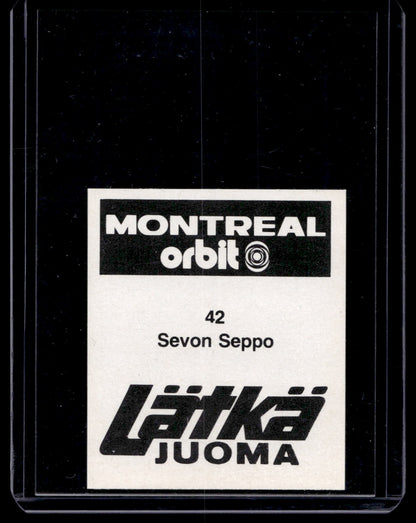 MONTREAL
orbit
42
Sevon Seppo
Lätkä
JUOMA